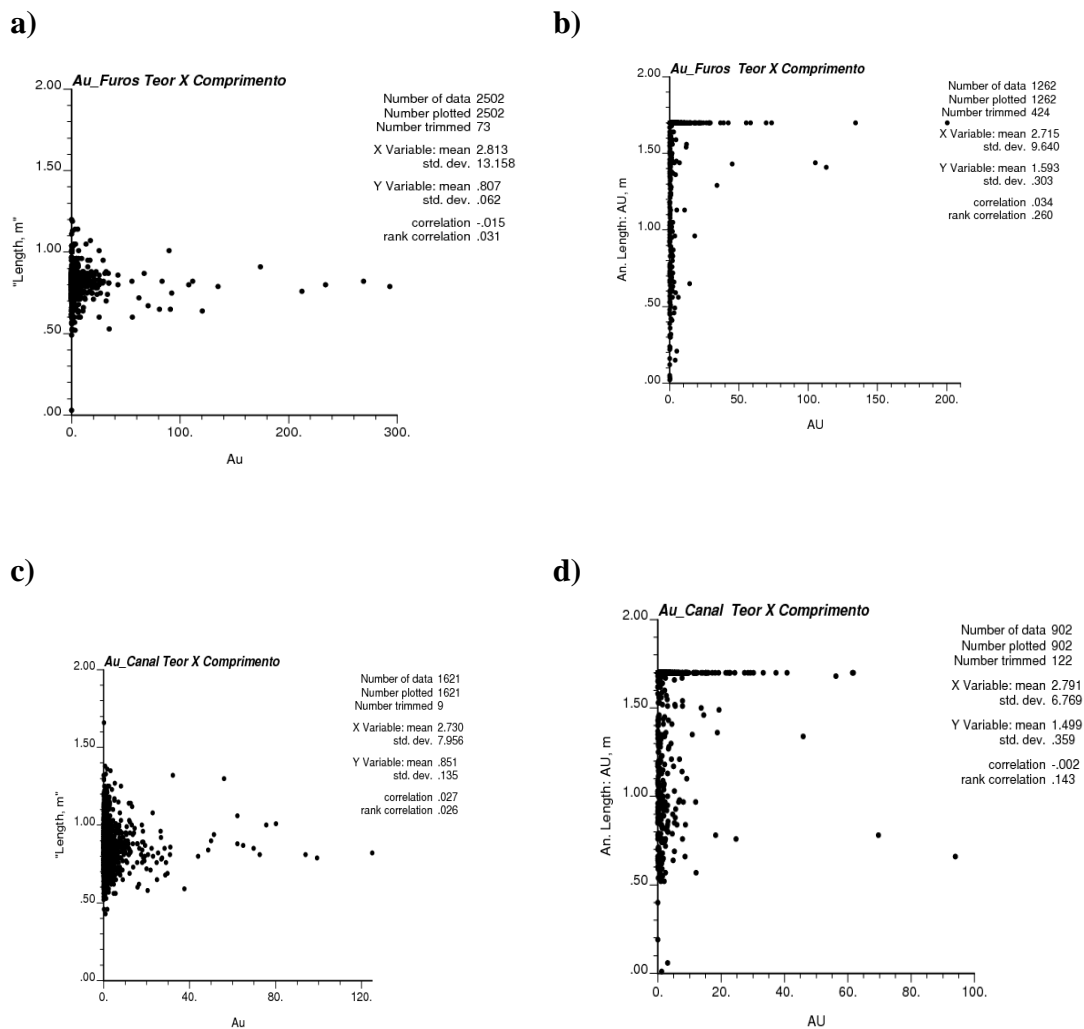 a)
Au_Furos Teor X Comprimento
Number of data 2502
Number plotted 2502
Number trimmed 73
X Variable: mean 2.813
std. dev. 13.158
Y Variable: mean .807
std. dev. .062
correlation -.015
rank correlation .031
2.00
1.50
1.00
.50
.00
"Length, m"
0. 100. 200. 300.
Au
b)
Au_Furos Teor X Comprimento
Number of data 1262
Number plotted 1262
Number trimmed 424
X Variable: mean 2.715
std. dev. 9.640
Y Variable: mean 1.593
std. dev. .303
correlation .034
rank correlation .260
2.00
1.50
1.00
.50
.00
An. Length: AU, m
0. 50. 100. 150. 200.
AU
c)
Au_Canal Teor X Comprimento
Number of data 1621
Number plotted 1621
Number trimmed 9
X Variable: mean 2.730
std. dev. 7.956
Y Variable: mean .851
std. dev. .135
correlation .027
rank correlation .026
2.00
1.50
1.00
.50
.00
"Length, m"
0. 40. 80. 120.
Au
d)
Au_Canal Teor X Comprimento
Number of data 902
Number plotted 902
Number trimmed 122
X Variable: mean 2.791
std. dev. 6.769
Y Variable: mean 1.499
std. dev. .359
correlation -.002
rank correlation .143
2.00
1.50
1.00
.50
.00
An. Length: AU, m
0. 20. 40. 60. 80. 100.
AU